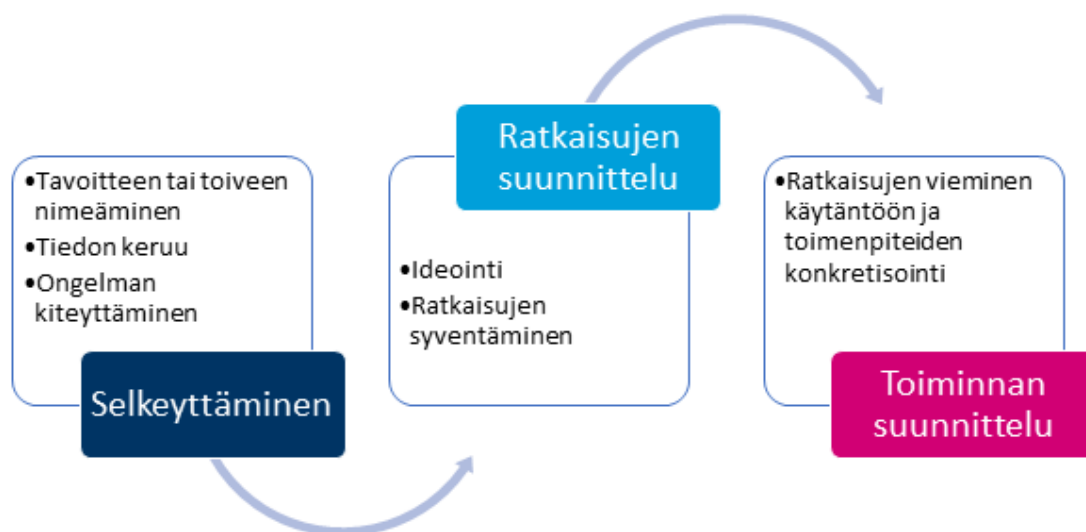 •Tavoitteen tai toiveen
nimeäminen
•Tiedon keruu
•Ongelman
kiteyttäminen
Selkeyttäminen
Ratkaisujen
suunnittelu
•Ideointi
•Ratkaisujen
syventäminen
•Ratkaisujen vieminen
käytäntöön ja
toimenpiteiden
konkretisointi
Toiminnan
suunnittelu